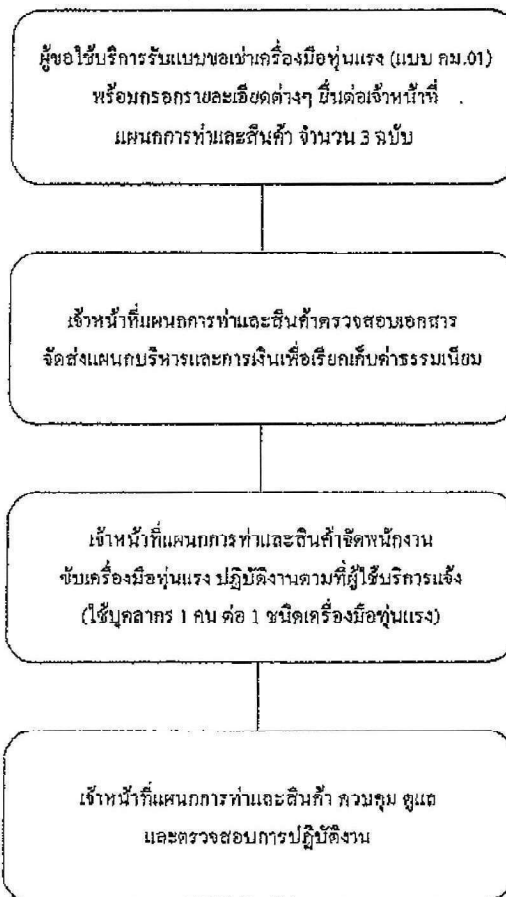 ผู้ขอใช้บริการรับแบบขอเช่าเครื่องมือทุ่นแรง (แบบ กม.01)
พร้อมกรอกรายละเอียดต่างๆ ยื่นต่อเจ้าหน้าที่
แผนกการท่าและสินค้า จำนวน 3 ฉบับ
เจ้าหน้าที่แผนกการท่าและสินค้าตรวจสอบเอกสาร
จัดส่งแผนกบริหารและการเงินเพื่อเรียกเก็บค่าธรรมเนียม
เจ้าหน้าที่แผนกการท่าและสินค้าจัดพนักงาน
ขับเครื่องมือทุ่นแรง ปฏิบัติงานตามที่ผู้ใช้บริการแจ้ง
(ใช้บุคลากร 1 คน ต่อ 1 ชนิดเครื่องมือทุ่นแรง)
เจ้าหน้าที่แผนกการท่าและสินค้า ควบคุม ดูแล
และตรวจสอบการปฏิบัติงาน